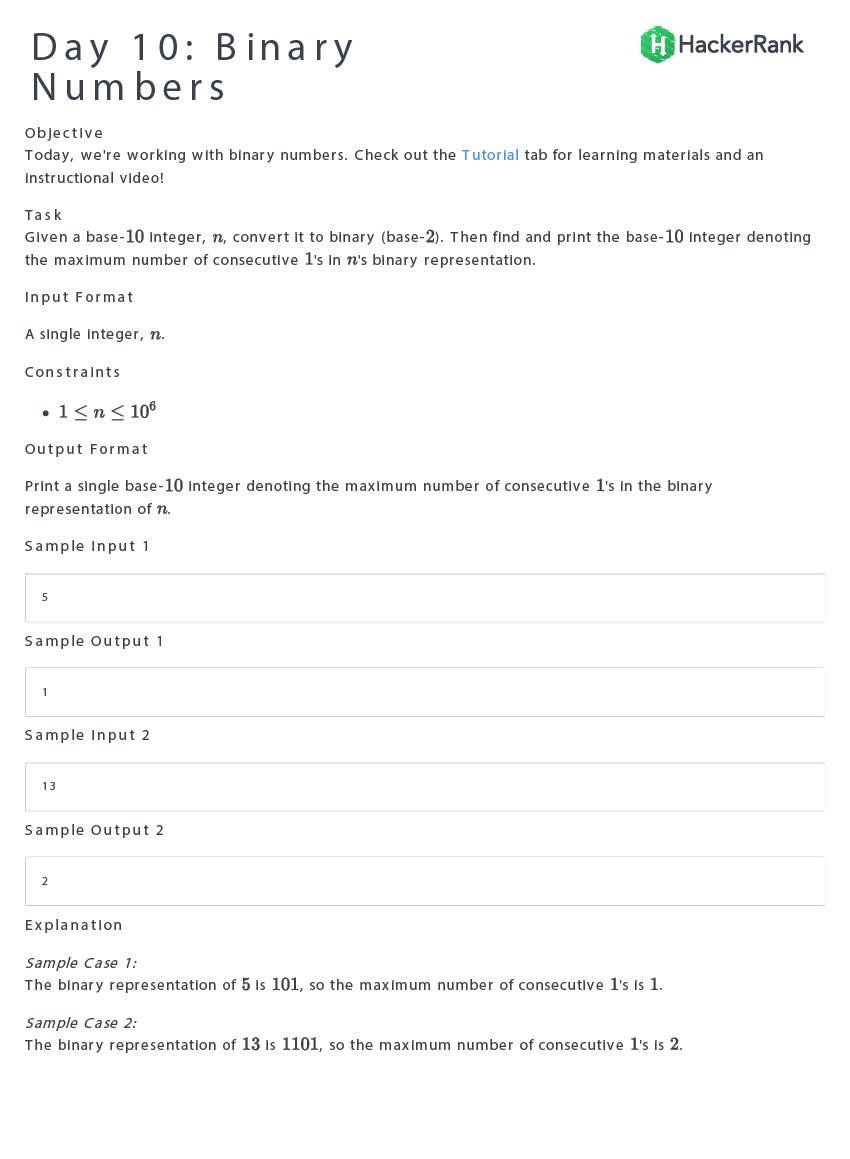 Day 10: Binary
Numbers
HackerRank
Objective
Today, we're working with binary numbers. Check out the Tutorial tab for learning materials and an
instructional video!
Task
Given a base-10 integer, n, convert it to binary (base-2). Then find and print the base-10 integer denoting
the maximum number of consecutive 1's in n's binary representation.
Input Format
A single integer, n.
Constraints
• 1 ≤ n ≤ 10⁶
Output Format
Print a single base-10 integer denoting the maximum number of consecutive 1's in the binary
representation of n.
Sample Input 1
5
Sample Output 1
1
Sample Input 2
13
Sample Output 2
2
Explanation
Sample Case 1:
The binary representation of 5 is 101, so the maximum number of consecutive 1's is 1.
Sample Case 2:
The binary representation of 13 is 1101, so the maximum number of consecutive 1's is 2.